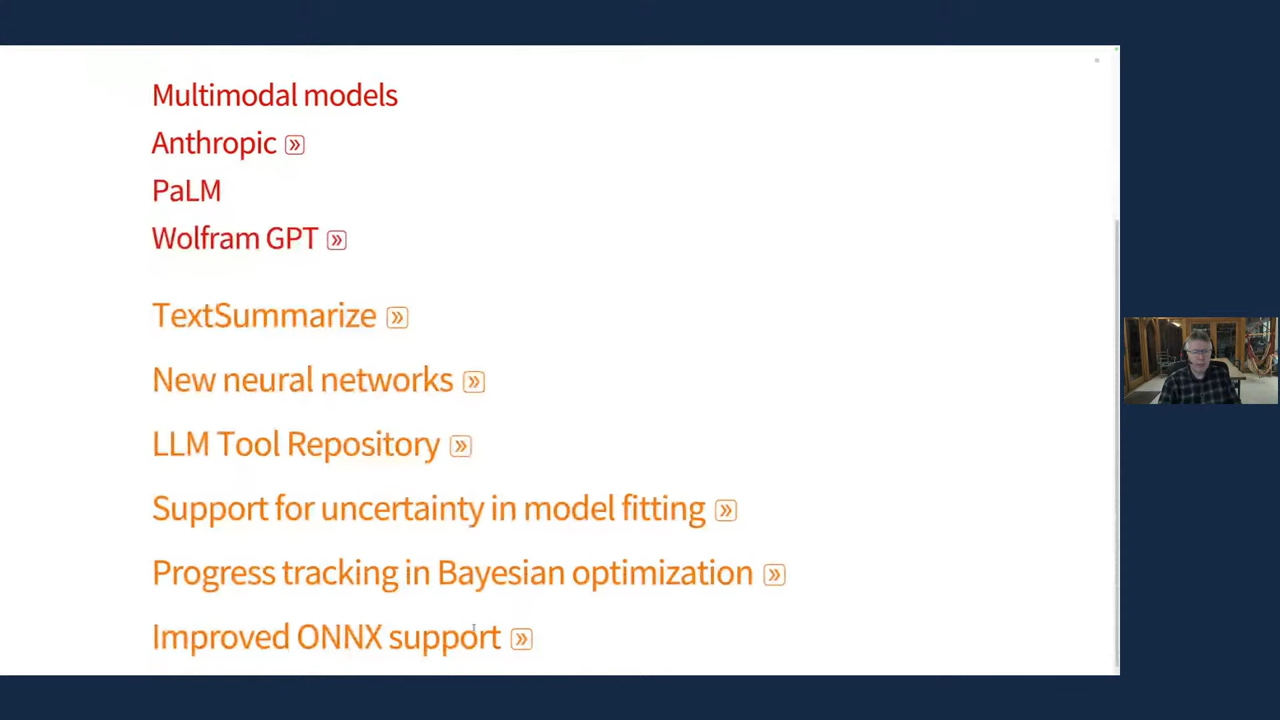 Multimodal models
Anthropic »
PaLM
Wolfram GPT »
TextSummarize »
New neural networks »
LLM Tool Repository »
Support for uncertainty in model fitting »
Progress tracking in Bayesian optimization »
Improved ONNX support »